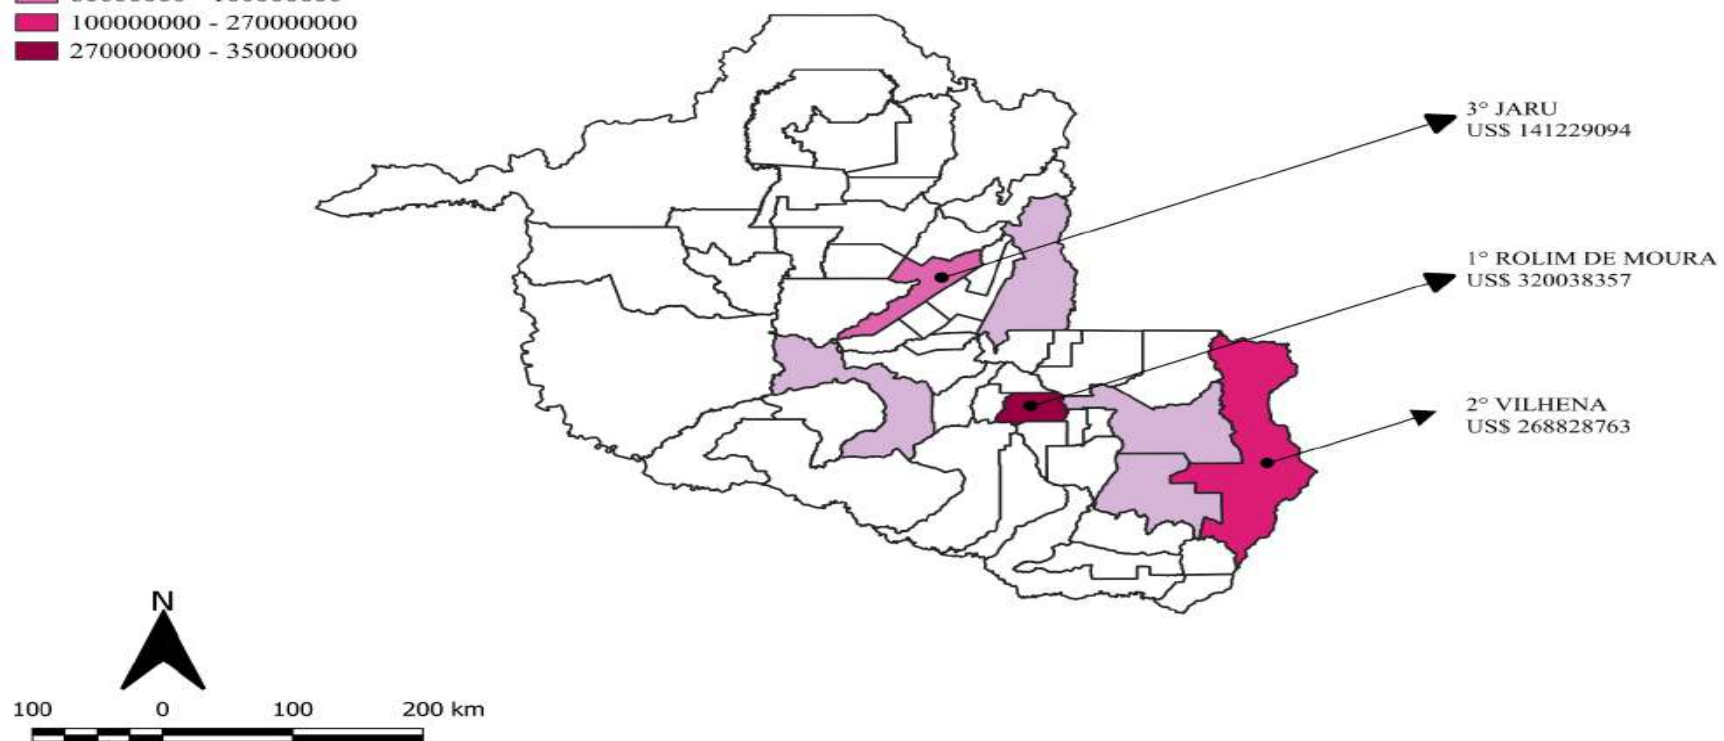 100000000 - 270000000
270000000 - 350000000
3° JARU
US$ 141229094
1° ROLIM DE MOURA
US$ 320038357
2° VILHENA
US$ 268828763
N
100 0 100 200 km